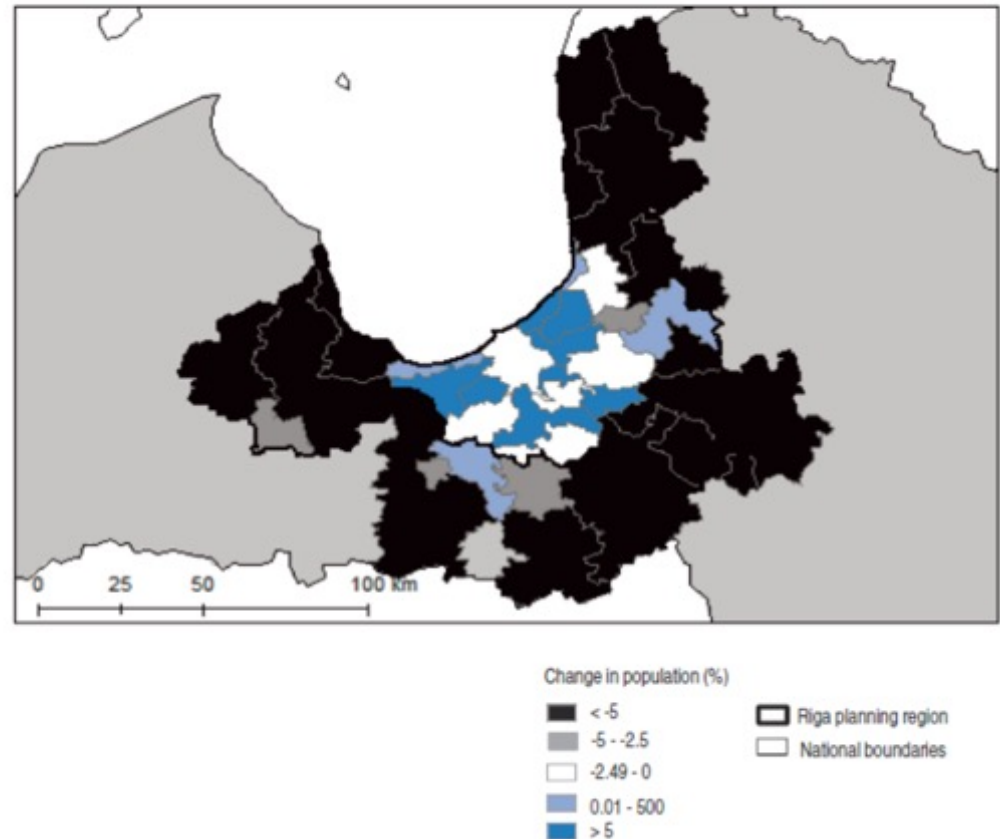 0 25 50 100 km
Change in population (%)
< -5
-5 - -2.5
-2.49 - 0
0.01 - 500
> 5
Riga planning region
National boundaries